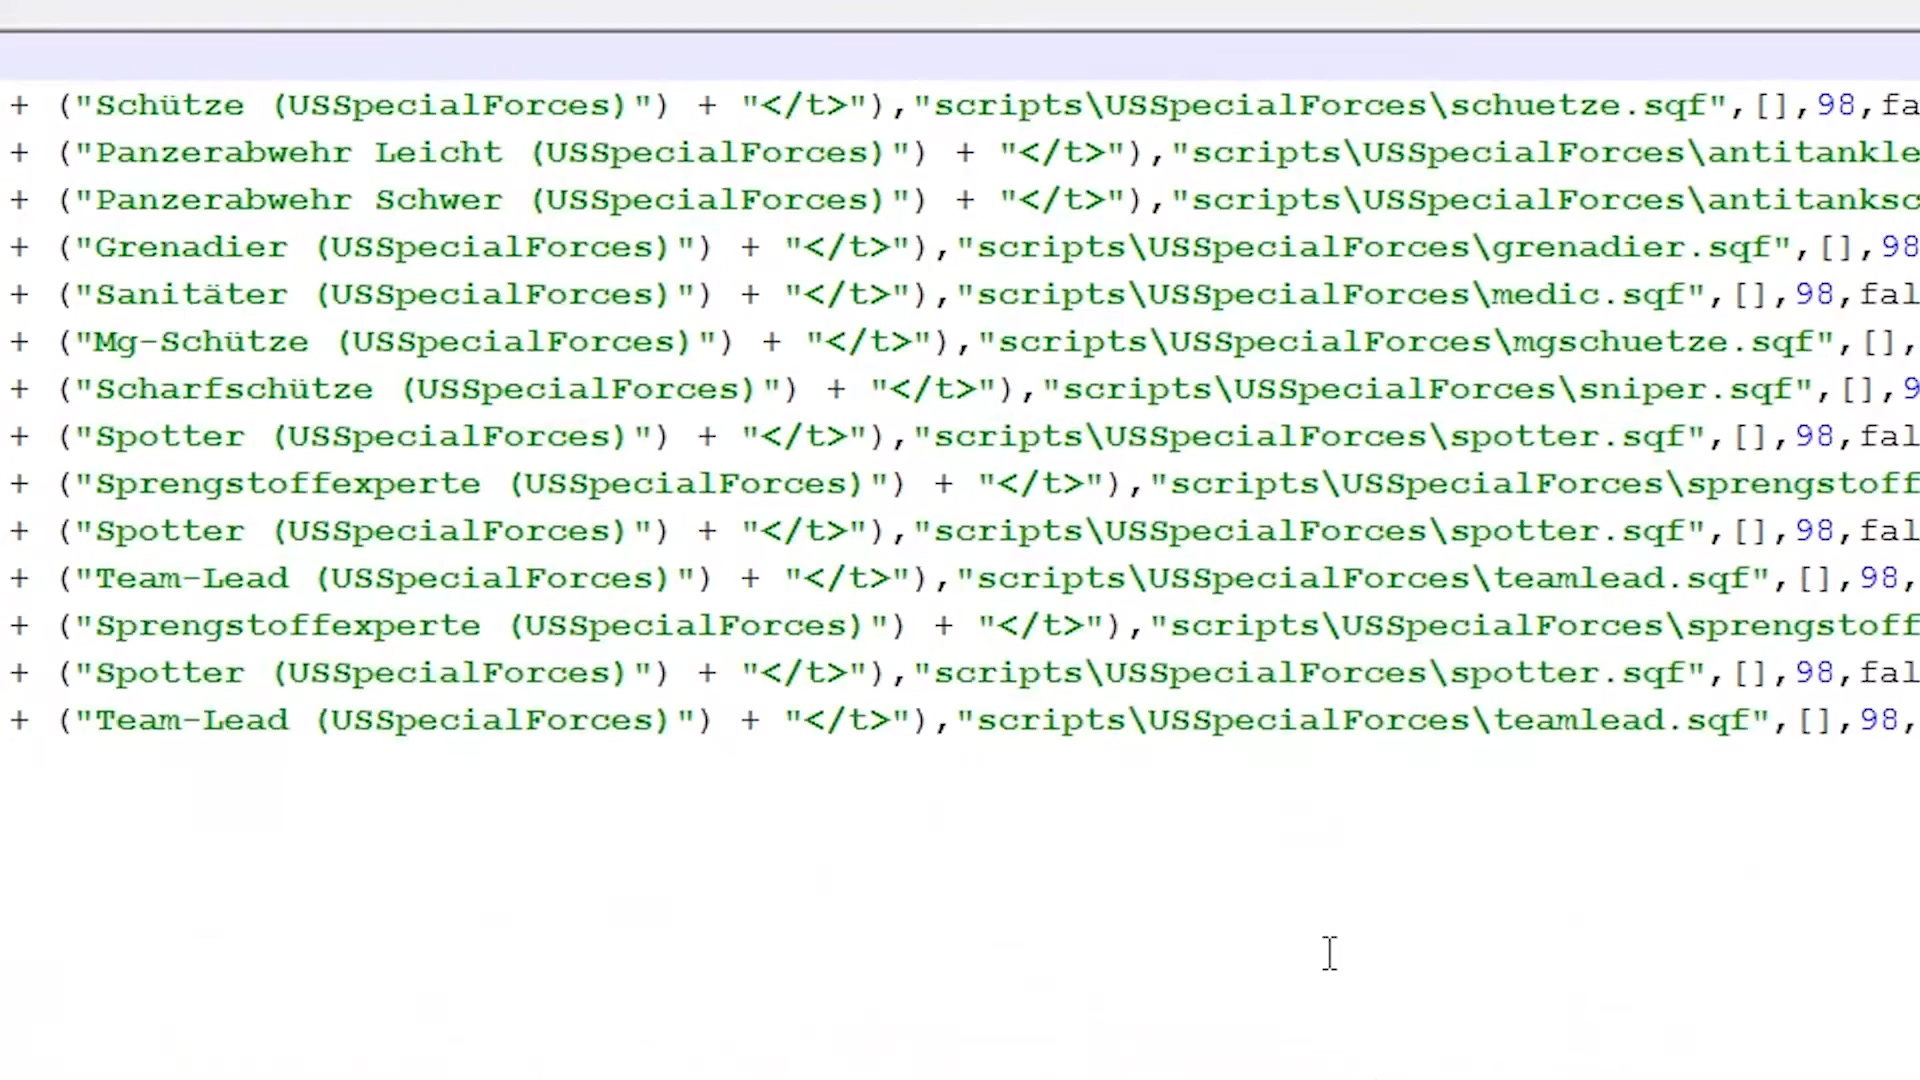 + ("Schütze (USSpecialForces)") + "</t>"),"scripts\USSpecialForces\schuetze.sqf",[],98,fa
+ ("Panzerabwehr Leicht (USSpecialForces)") + "</t>"),"scripts\USSpecialForces\antitankle
+ ("Panzerabwehr Schwer (USSpecialForces)") + "</t>"),"scripts\USSpecialForces\antitanksc
+ ("Grenadier (USSpecialForces)") + "</t>"),"scripts\USSpecialForces\grenadier.sqf",[],98
+ ("Sanitäter (USSpecialForces)") + "</t>"),"scripts\USSpecialForces\medic.sqf",[],98,fal
+ ("Mg-Schütze (USSpecialForces)") + "</t>"),"scripts\USSpecialForces\mgschuetze.sqf",[],
+ ("Scharfschütze (USSpecialForces)") + "</t>"),"scripts\USSpecialForces\sniper.sqf",[],9
+ ("Spotter (USSpecialForces)") + "</t>"),"scripts\USSpecialForces\spotter.sqf",[],98,fal
+ ("Sprengstoffexperte (USSpecialForces)") + "</t>"),"scripts\USSpecialForces\sprengstoff
+ ("Spotter (USSpecialForces)") + "</t>"),"scripts\USSpecialForces\spotter.sqf",[],98,fal
+ ("Team-Lead (USSpecialForces)") + "</t>"),"scripts\USSpecialForces\teamlead.sqf",[],98,
+ ("Sprengstoffexperte (USSpecialForces)") + "</t>"),"scripts\USSpecialForces\sprengstoff
+ ("Spotter (USSpecialForces)") + "</t>"),"scripts\USSpecialForces\spotter.sqf",[],98,fal
+ ("Team-Lead (USSpecialForces)") + "</t>"),"scripts\USSpecialForces\teamlead.sqf",[],98,